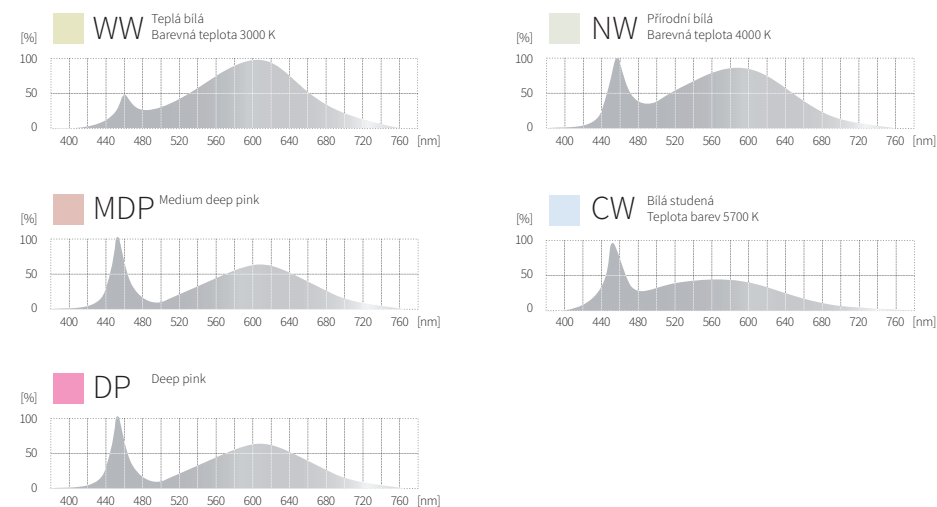 WW
Teplá bílá
Barevná teplota 3000 K
[%]
100
50
0
400 440 480 520 560 600 640 680 720 760 [nm]
NW
Přírodní bílá
Barevná teplota 4000 K
[%]
100
50
0
400 440 480 520 560 600 640 680 720 760 [nm]
MDP
Medium deep pink
[%]
100
50
0
400 440 480 520 560 600 640 680 720 760 [nm]
CW
Bílá studená
Teplota barev 5700 K
[%]
100
50
0
400 440 480 520 560 600 640 680 720 760 [nm]
DP
Deep pink
[%]
100
50
0
400 440 480 520 560 600 640 680 720 760 [nm]